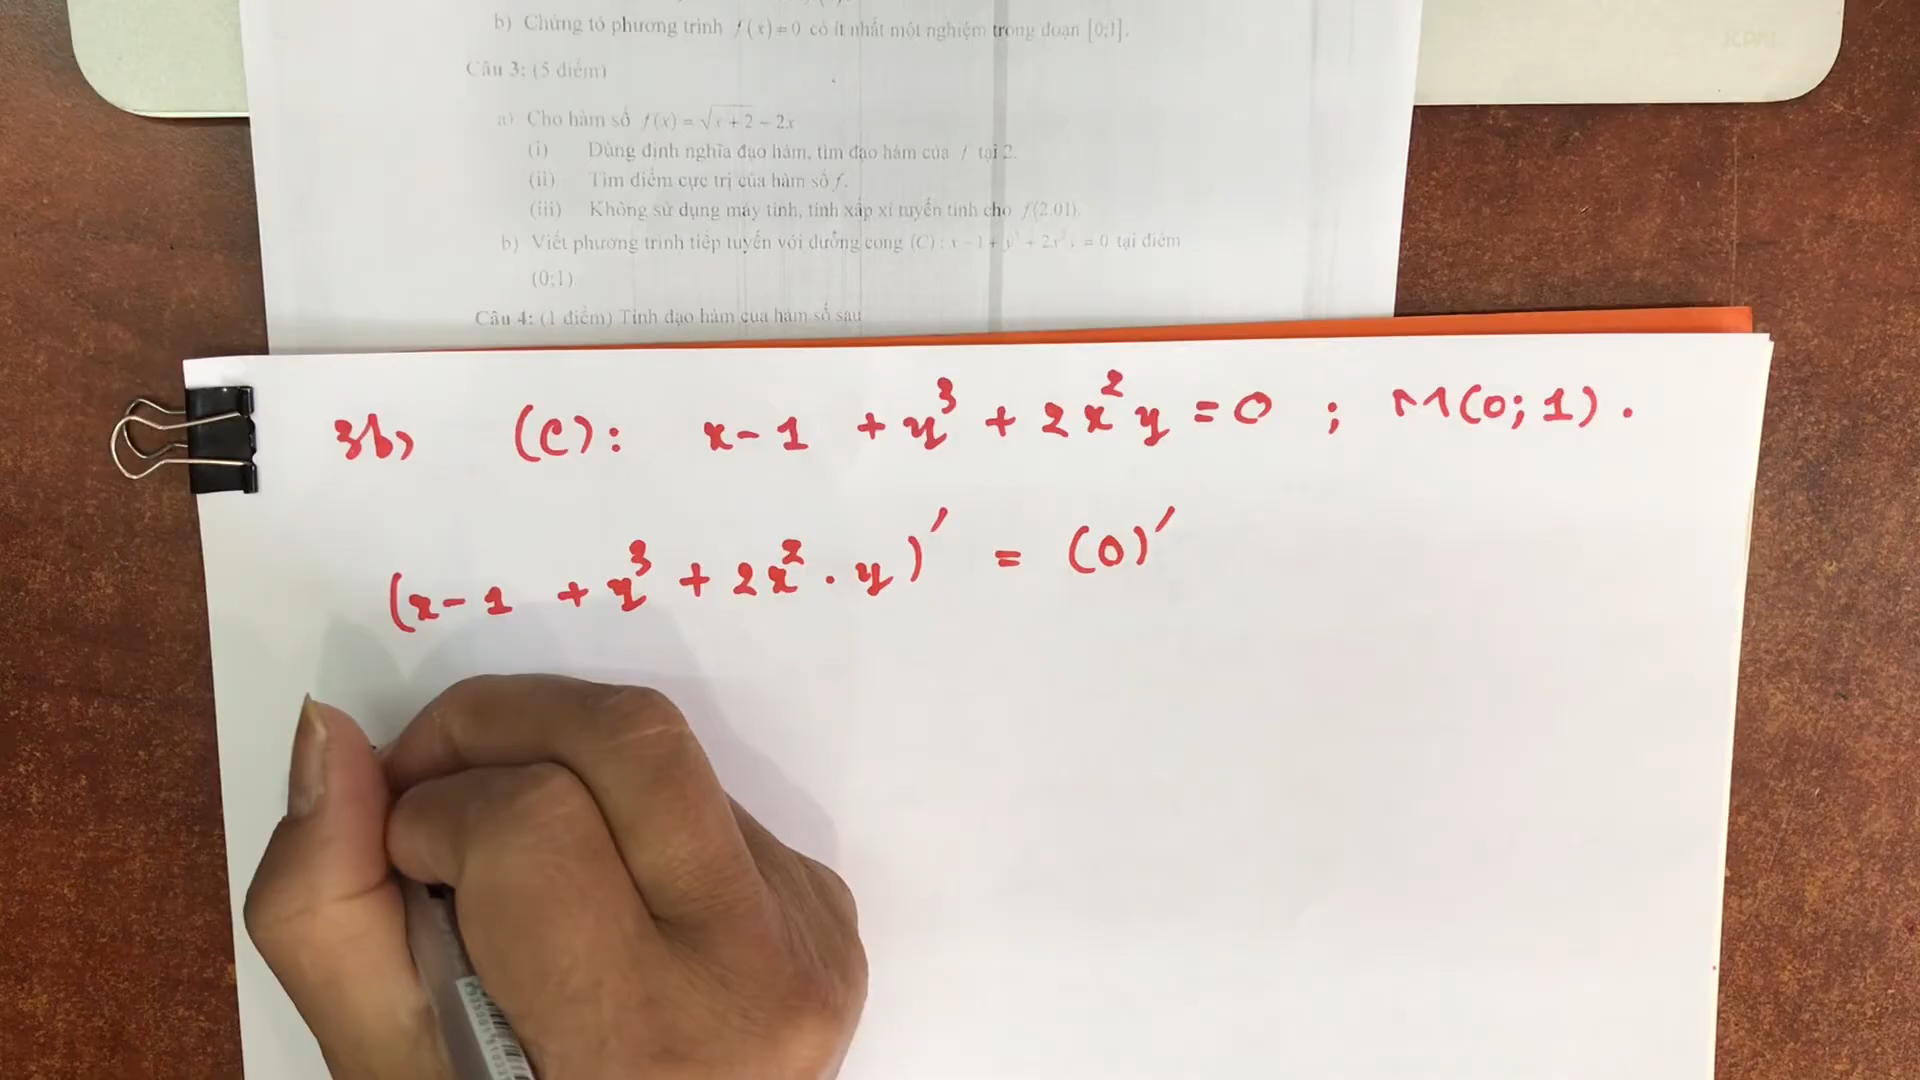 b) Chứng tỏ phương trình f(x)=0 có ít nhất một nghiệm trong đoạn [0;1].
Câu 3: (5 điểm)
a) Cho hàm số f(x) = √(x+2) − 2x
(i) Dùng định nghĩa đạo hàm, tìm đạo hàm của f tại 2.
(ii) Tìm điểm cực trị của hàm số f.
(iii) Không sử dụng máy tính, tính xấp xỉ tuyến tính cho f(2.01).
b) Viết phương trình tiếp tuyến với đường cong (C): x − 1 + y³ + 2x²y = 0 tại điểm
(0;1).
Câu 4: (1 điểm) Tính đạo hàm của hàm số sau
3b) (C): x - 1 + y³ + 2x²y = 0 ; M(0; 1).
(x - 1 + y³ + 2x² . y)′ = (0)′